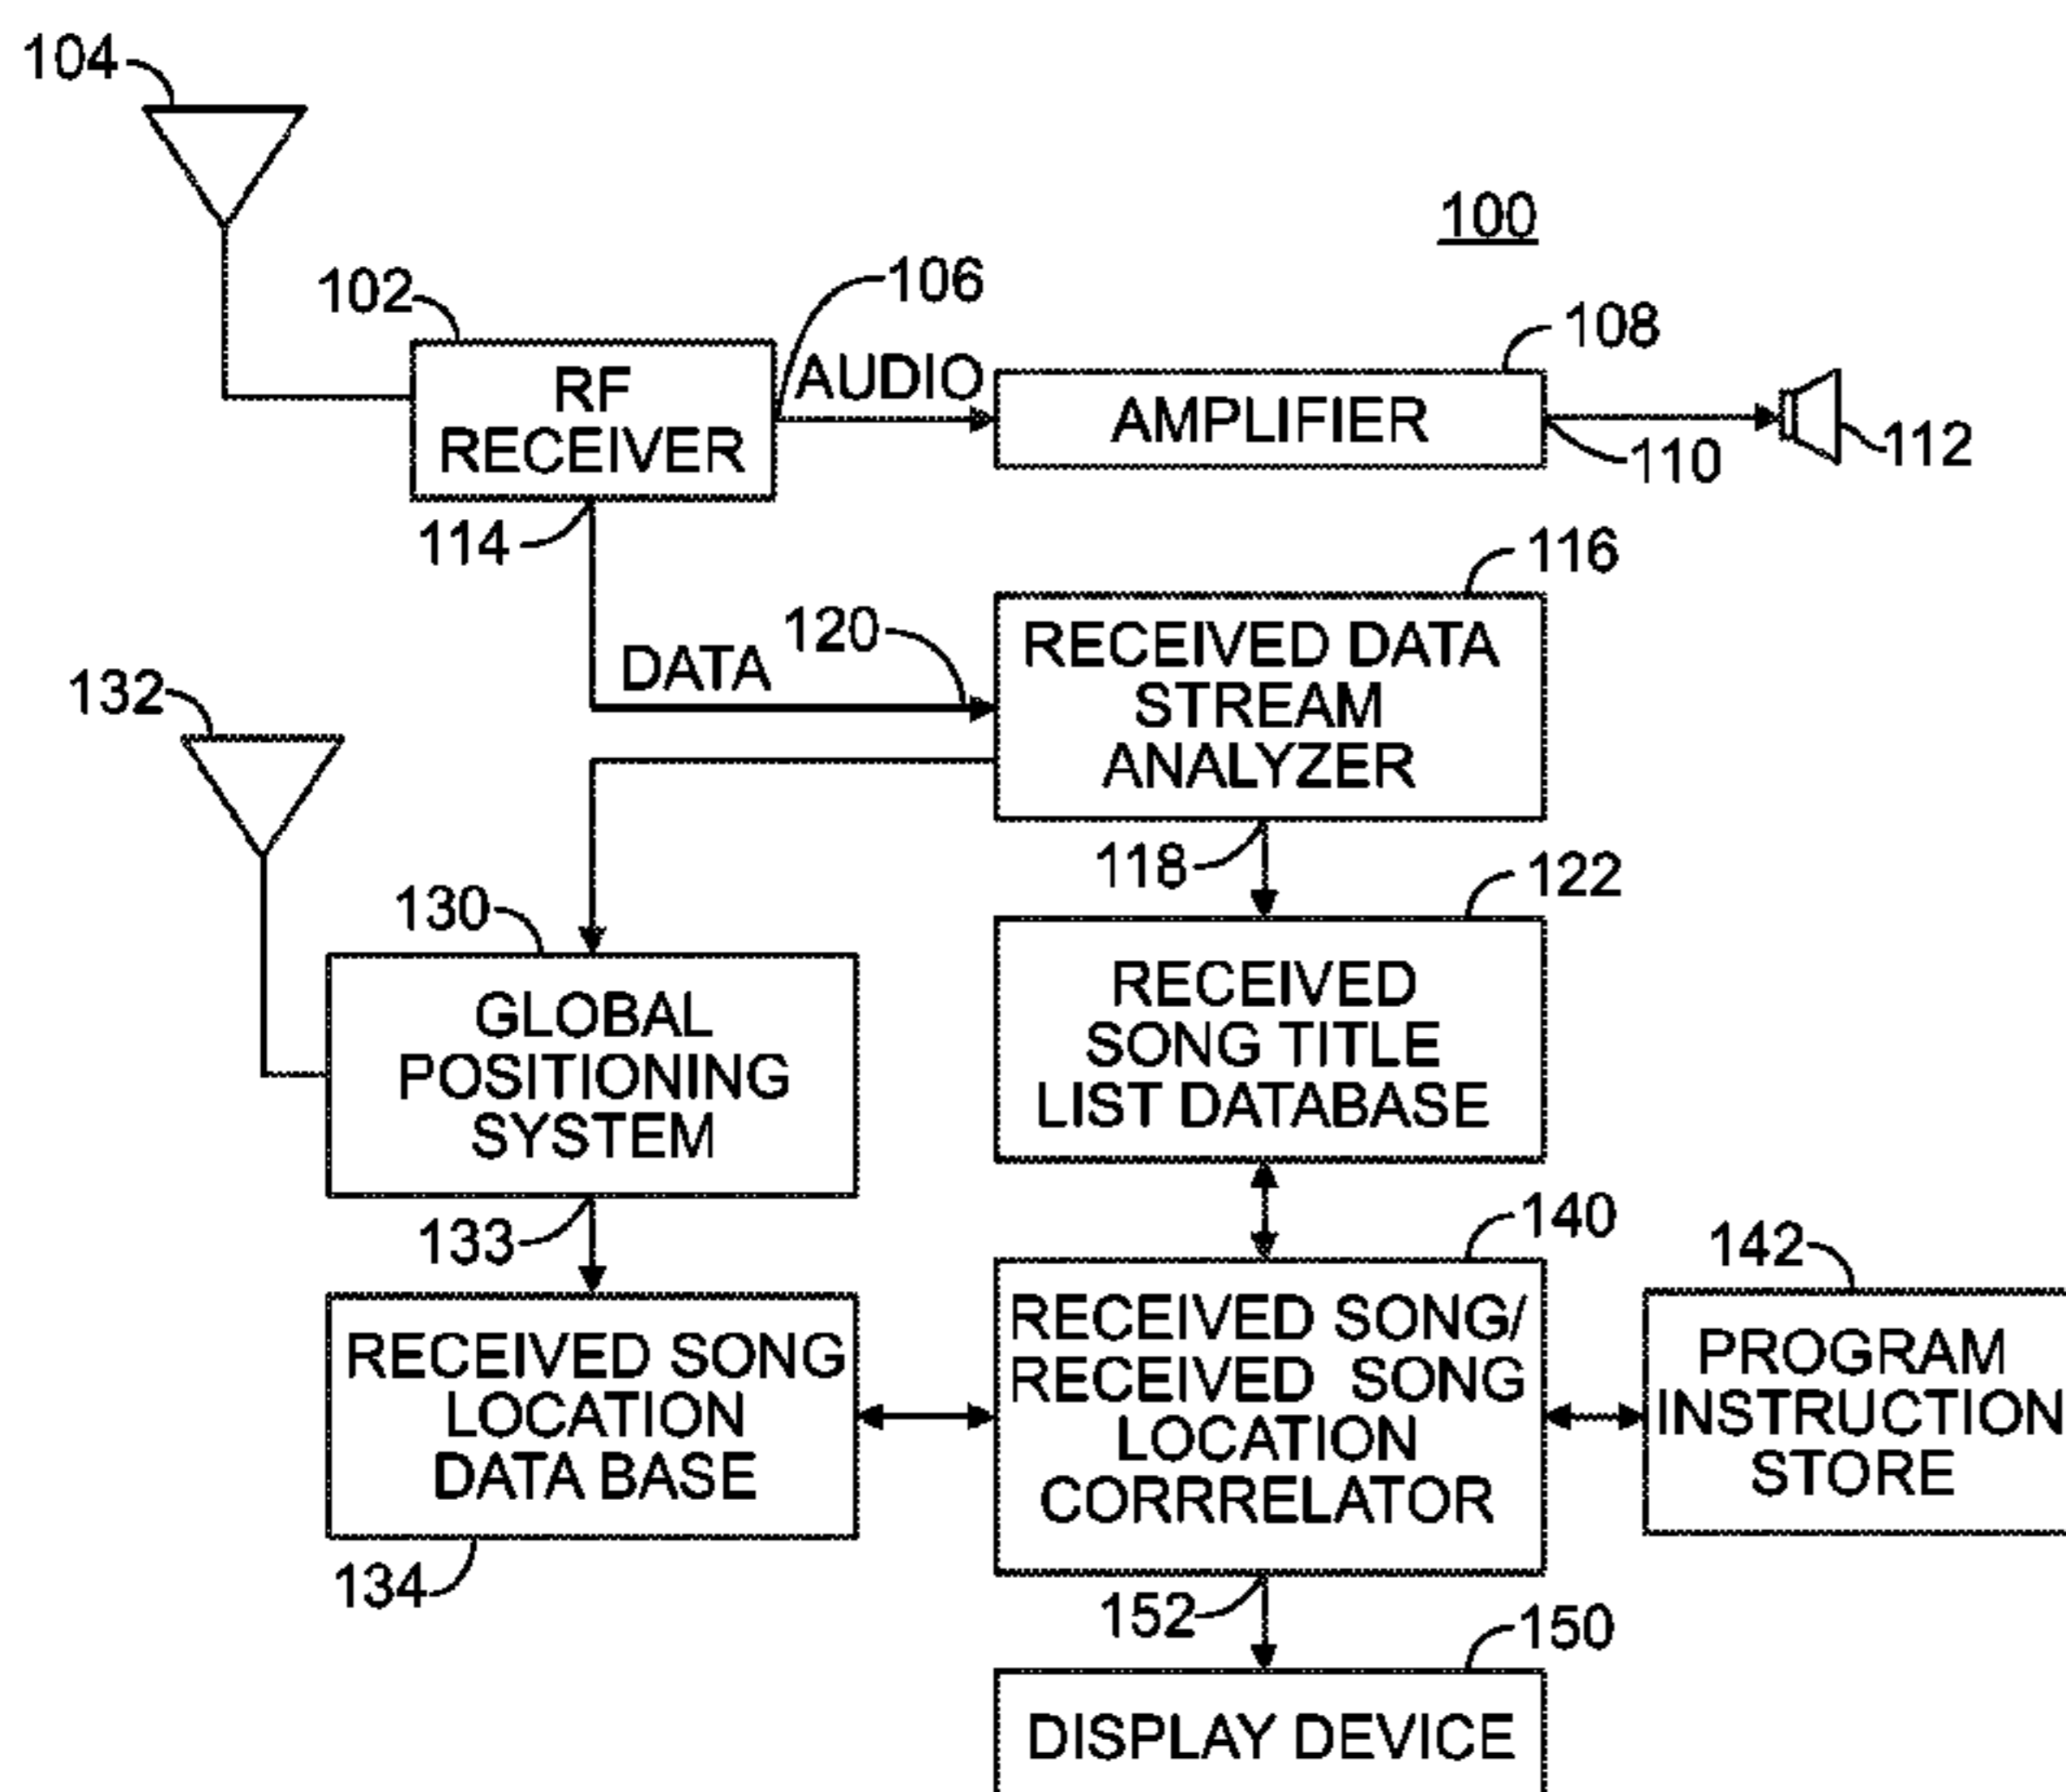 104
100
102
106
108
RF
RECEIVER
AUDIO
AMPLIFIER
110
112
114
116
120
DATA
RECEIVED DATA
STREAM
ANALYZER
132
118
122
130
GLOBAL
POSITIONING
SYSTEM
RECEIVED
SONG TITLE
LIST DATABASE
133
140
142
RECEIVED SONG
LOCATION
DATA BASE
RECEIVED SONG/
RECEIVED SONG
LOCATION
CORRRELATOR
PROGRAM
INSTRUCTION
STORE
134
152
150
DISPLAY DEVICE